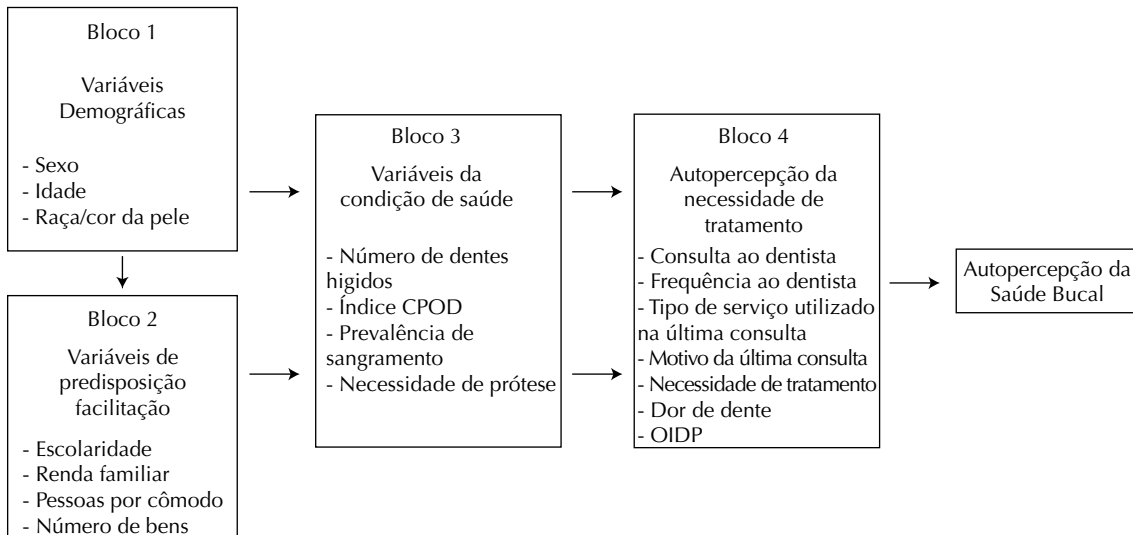 Bloco 1
Variáveis
Demográficas
- Sexo
- Idade
- Raça/cor da pele
Bloco 2
Variáveis de
predisposição
facilitação
- Escolaridade
- Renda familiar
- Pessoas por cômodo
- Número de bens
Bloco 3
Variáveis da
condição de saúde
- Número de dentes
higidos
- Índice CPOD
- Prevalência de
sangramento
- Necessidade de prótese
Bloco 4
Autopercepção da
necessidade de
tratamento
- Consulta ao dentista
- Frequência ao dentista
- Tipo de serviço utilizado
na última consulta
- Motivo da última consulta
- Necessidade de tratamento
- Dor de dente
- OIDP
Autopercepção da
Saúde Bucal